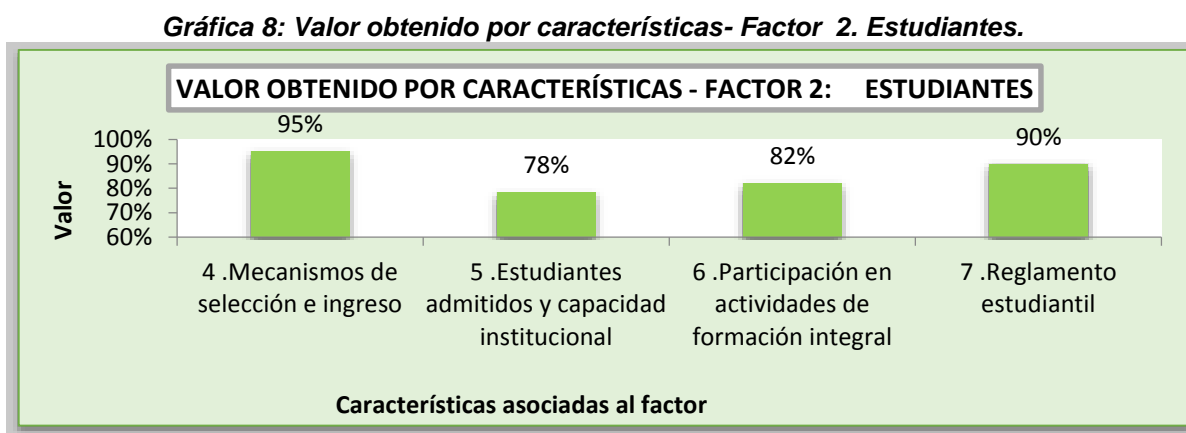 Gráfica 8: Valor obtenido por características- Factor 2. Estudiantes.
VALOR OBTENIDO POR CARACTERÍSTICAS - FACTOR 2: ESTUDIANTES
Valor
100%
90%
80%
70%
60%
95%
78%
82%
90%
4 .Mecanismos de
selección e ingreso
5 .Estudiantes
admitidos y capacidad
institucional
6 .Participación en
actividades de
formación integral
7 .Reglamento
estudiantil
Características asociadas al factor